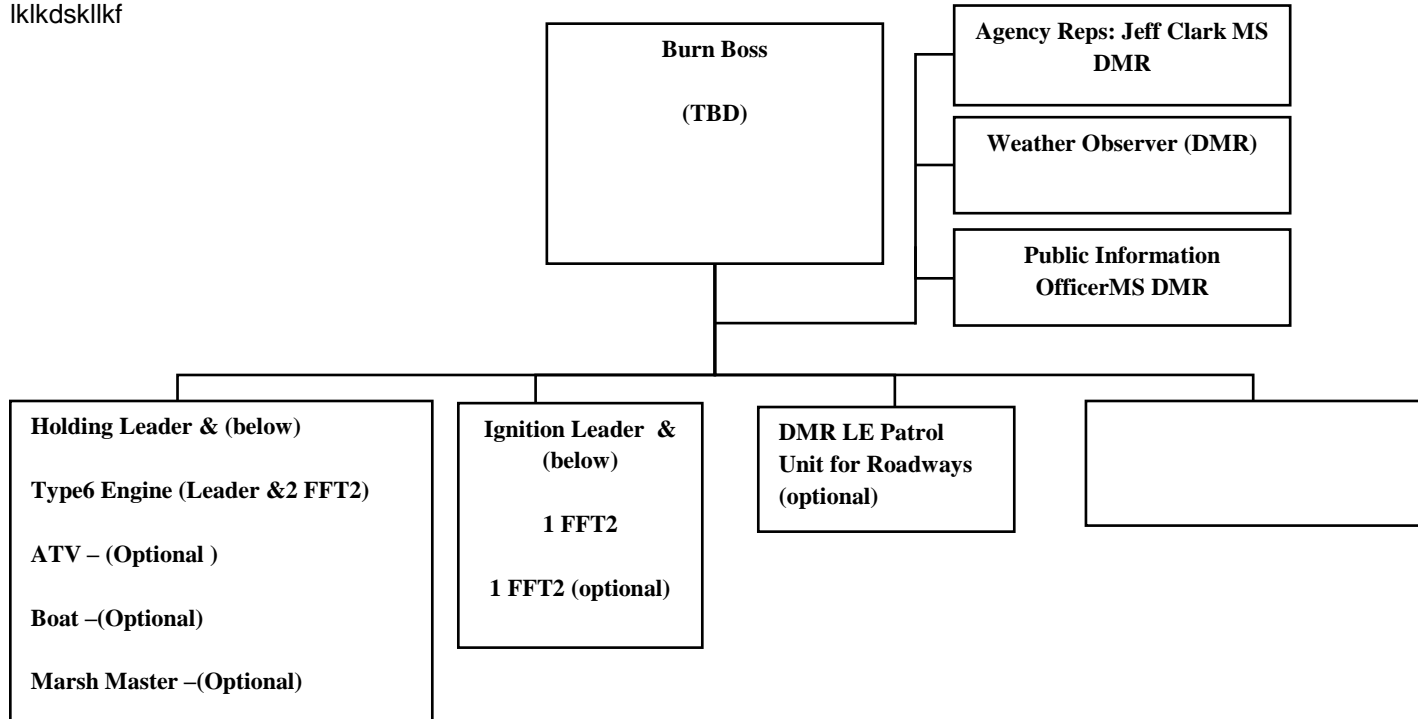 lklkdskllkf
Burn Boss
(TBD)
Agency Reps: Jeff Clark MS
DMR
Weather Observer (DMR)
Public Information
OfficerMS DMR
Holding Leader & (below)
Type6 Engine (Leader &2 FFT2)
ATV – (Optional )
Boat –(Optional)
Marsh Master –(Optional)
Ignition Leader  &
(below)
1 FFT2
1 FFT2 (optional)
DMR LE Patrol
Unit for Roadways
(optional)